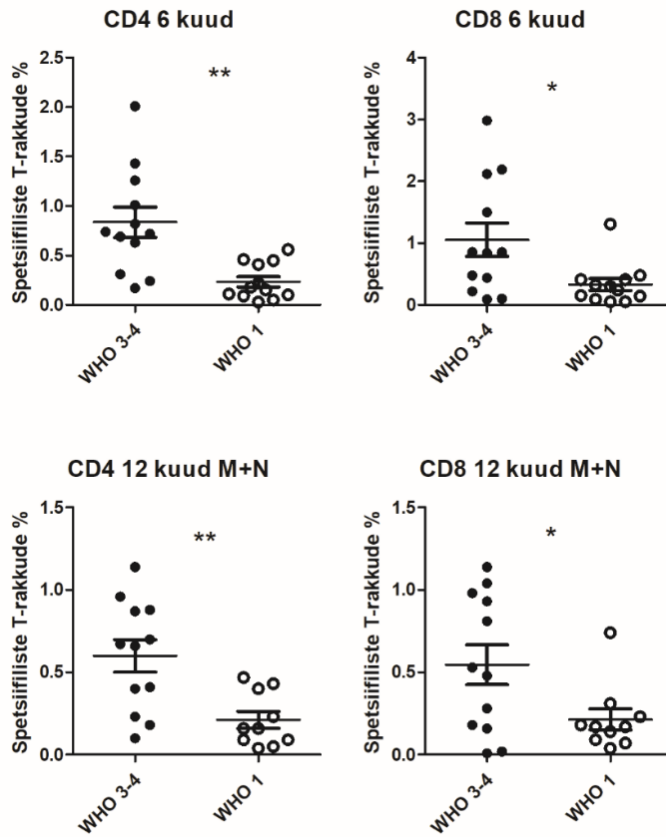 CD4 6 kuud
Spetsiifiliste T-rakkude %
2.0
1.5
1.0
0.5
0.0
**
WHO 3-4
WHO 1
CD8 6 kuud
Spetsiifiliste T-rakkude %
4
3
2
1
0
*
WHO 3-4
WHO 1
CD4 12 kuud M+N
Spetsiifiliste T-rakkude %
1.5
1.0
0.5
0.0
**
WHO 3-4
WHO 1
CD8 12 kuud M+N
Spetsiifiliste T-rakkude %
1.5
1.0
0.5
0.0
*
WHO 3-4
WHO 1